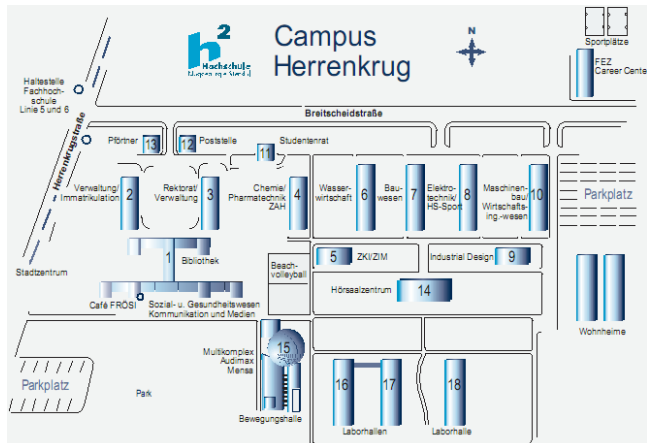 h2
Hochschule
Magdeburg • Stendal
Campus
Herrenkrug
N
Sportplätze
FEZ
Career Cente
Haltestelle
Fachhoch-
schule
Linie 5 und 6
Herrenkrugstraße
Breitscheidstraße
Pförtner
13
12
Poststelle
Studentenrat
11
Verwaltung/
Immatrikulation
2
Rektorat/
Verwaltung
3
Chemie/
Pharmatechnik
ZAH
4
Wasser-
wirtschaft
6
Bau-
wesen
7
Elektro-
technik/
HS-Sport
8
Maschinen-
bau/
Wirtschafts-
ing.-wesen
10
Parkplatz
1
Bibliothek
Stadtzentrum
Beach-
volleyball
5
ZKI/ZIM
Industrial Design
9
Hörsaalzentrum
14
Café FRÖSI
Sozial- u. Gesundheitswesen
Kommunikation und Medien
Wohnheime
15
Multikomplex
Audimax
Mensa
Parkplatz
Park
Bewegungshalle
16
17
18
Laborhallen
Laborhalle